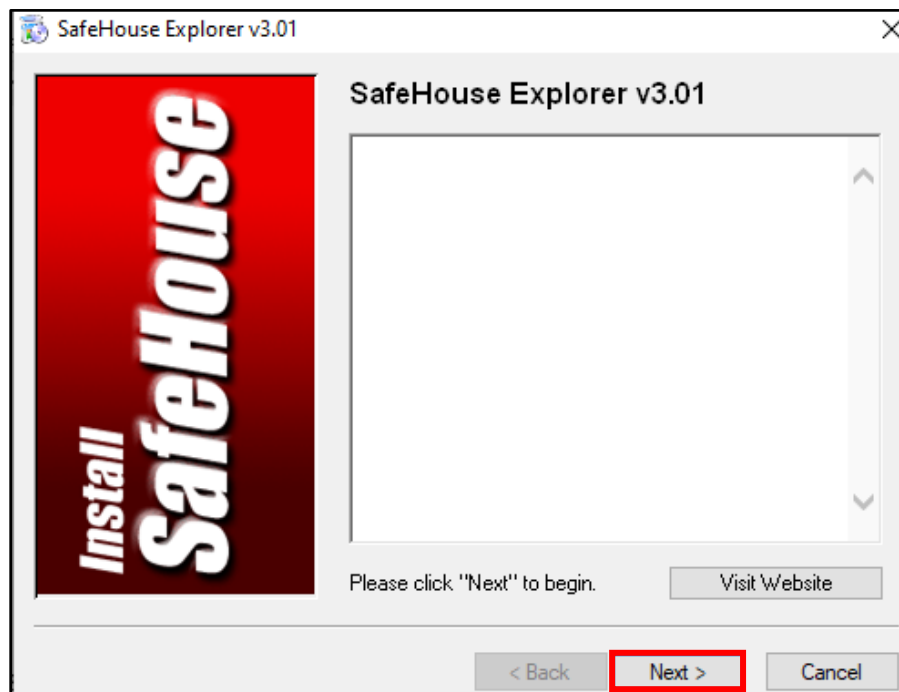 SafeHouse Explorer v3.01
Install
SafeHouse
SafeHouse Explorer v3.01
Please click "Next" to begin.
Visit Website
< Back
Next >
Cancel